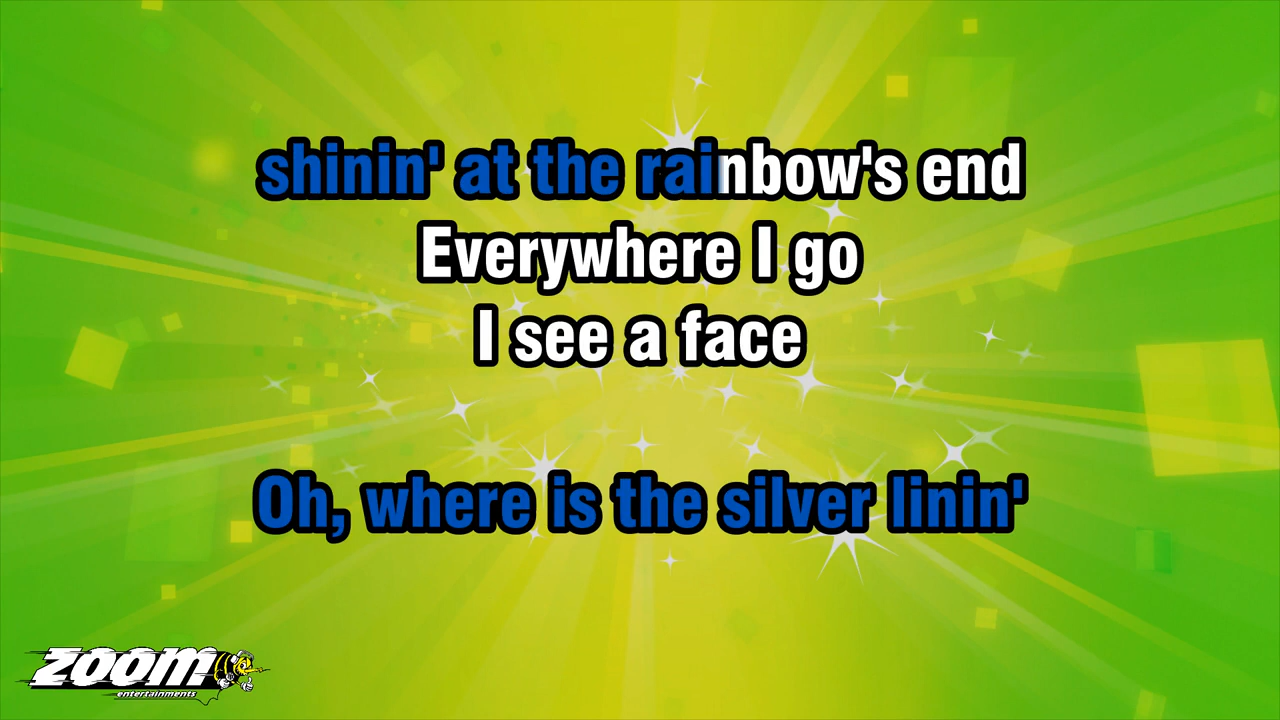 shinin' at the rainbow's end
Everywhere I go
I see a face
Oh, where is the silver linin'
ZOOM
entertainments